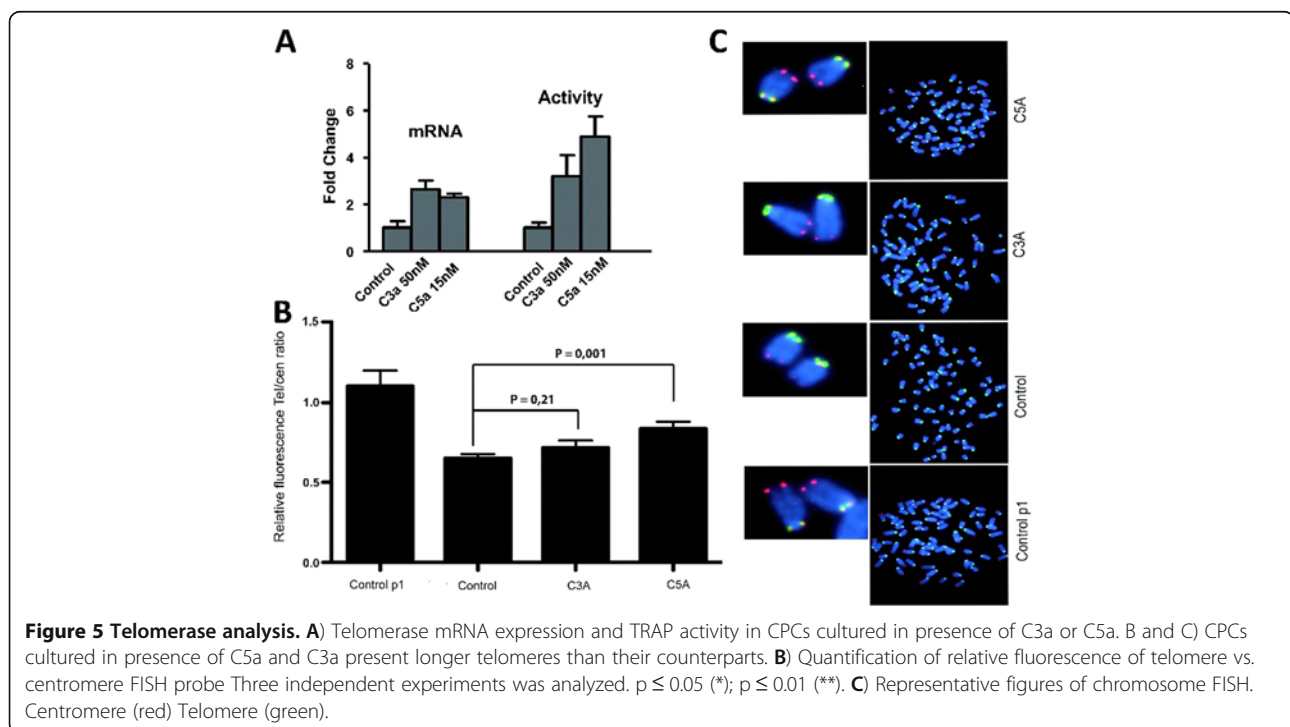 A
Fold Change
8
6
4
2
0
mRNA
Activity
Control
C3a 50nM
C5a 15nM
Control
C3a 50nM
C5a 15nM
B
Relative fluorescence Tel/cen ratio
1.5
1.0
0.5
0.0
P = 0,001
P = 0,21
Control p1
Control
C3A
C5A
C
C5A
C3A
Control
Control p1
Figure 5 Telomerase analysis. A) Telomerase mRNA expression and TRAP activity in CPCs cultured in presence of C3a or C5a. B and C) CPCs
cultured in presence of C5a and C3a present longer telomeres than their counterparts. B) Quantification of relative fluorescence of telomere vs.
centromere FISH probe Three independent experiments was analyzed. p ≤ 0.05 (*); p ≤ 0.01 (**). C) Representative figures of chromosome FISH.
Centromere (red) Telomere (green).